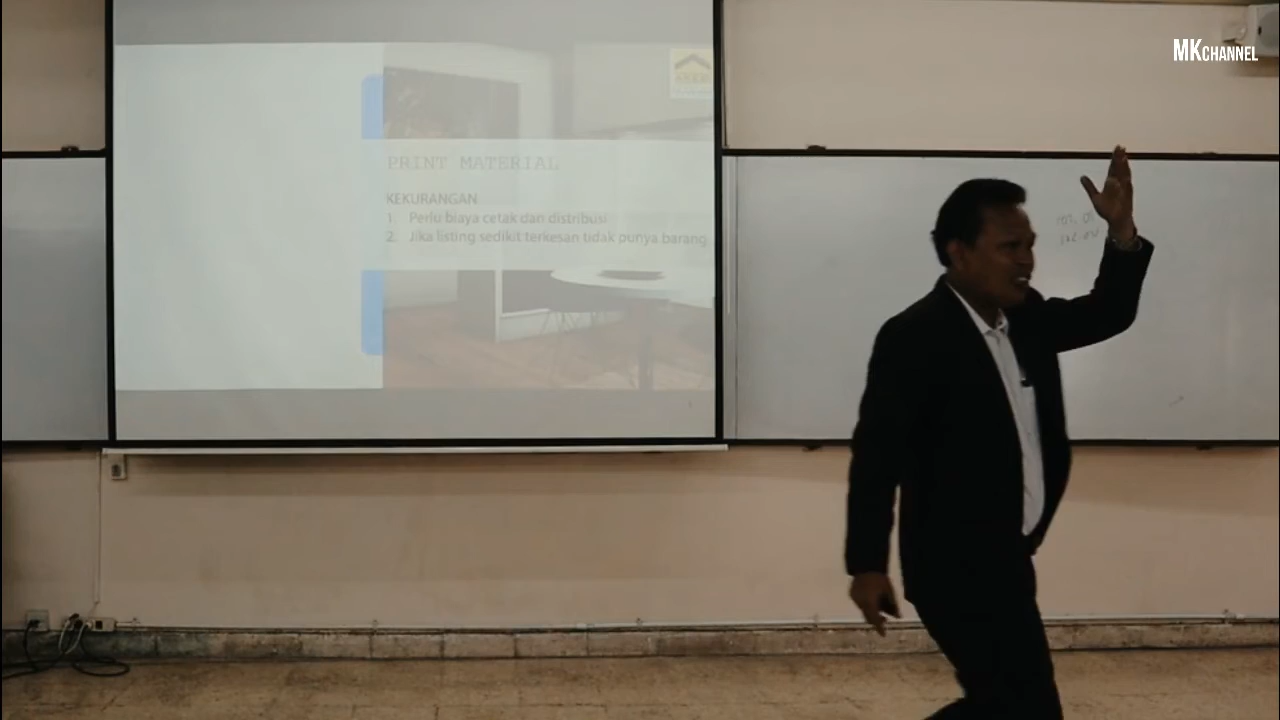 MKCHANNEL
PRINT MATERIAL
KEKURANGAN
1. Perlu biaya cetak dan distribusi
2. Jika listing sedikit terkesan tidak punya barang